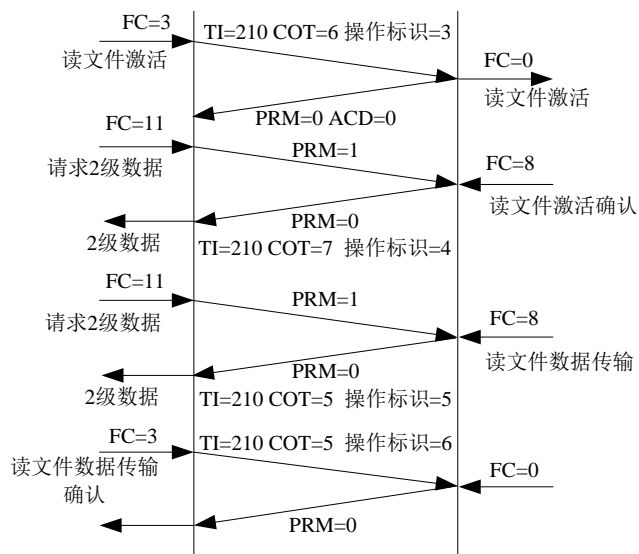 FC=3
TI=210 COT=6 操作标识=3
读文件激活
FC=0
读文件激活
PRM=0 ACD=0
FC=11
PRM=1
请求2级数据
FC=8
读文件激活确认
PRM=0
2级数据
TI=210 COT=7 操作标识=4
FC=11
PRM=1
请求2级数据
FC=8
读文件数据传输
PRM=0
2级数据
TI=210 COT=5 操作标识=5
FC=3
TI=210 COT=5 操作标识=6
读文件数据传输
确认
FC=0
PRM=0